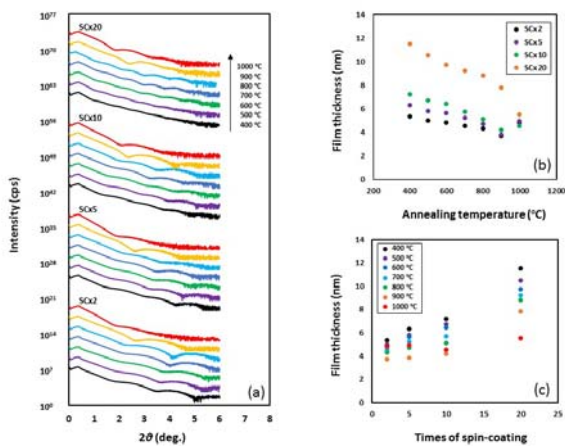 10⁷⁷
10⁷⁰
10⁶³
10⁵⁶
10⁴⁹
10⁴²
10³⁵
10²⁸
10²¹
10¹⁴
10⁷
10⁰
Intensity (cps)
SCx20
SCx10
SCx5
SCx2
1000 °C
900 °C
800 °C
700 °C
600 °C
500 °C
400 °C
(a)
0 1 2 3 4 5 6 7 8
2θ (deg.)
14
12
10
8
6
4
2
0
Film thickness (nm)
SCx2
SCx5
SCx10
SCx20
(b)
200 400 600 800 1000 1200
Annealing temperature (°C)
14
12
10
8
6
4
2
0
Film thickness (nm)
400 °C
500 °C
600 °C
700 °C
800 °C
900 °C
1000 °C
(c)
0 5 10 15 20 25
Times of spin-coating